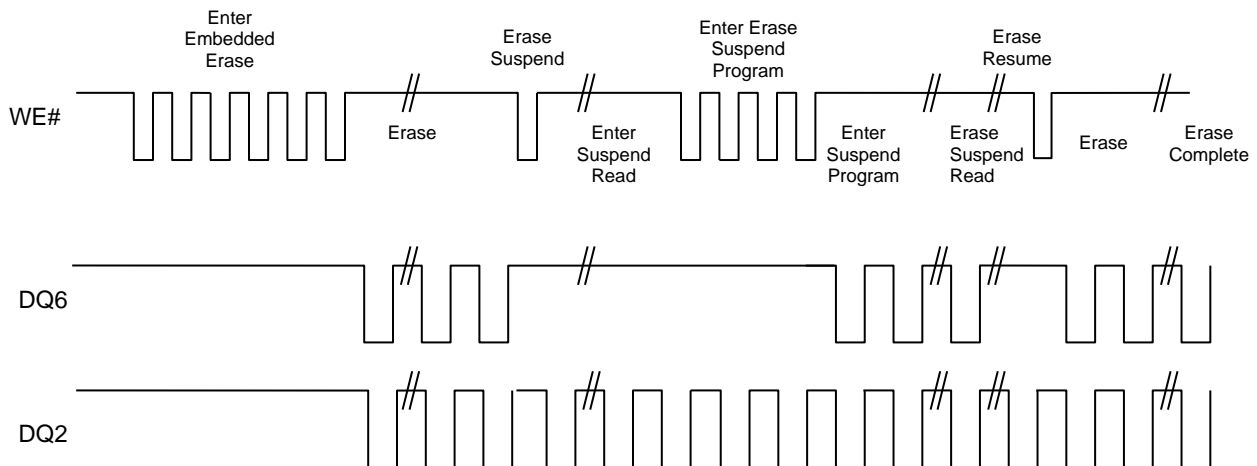 Enter
Embedded
Erase
Erase
Suspend
Enter Erase
Suspend
Program
Erase
Resume
WE#
Erase
Enter
Suspend
Read
Enter
Suspend
Program
Erase
Suspend
Read
Erase
Erase
Complete
DQ6
DQ2